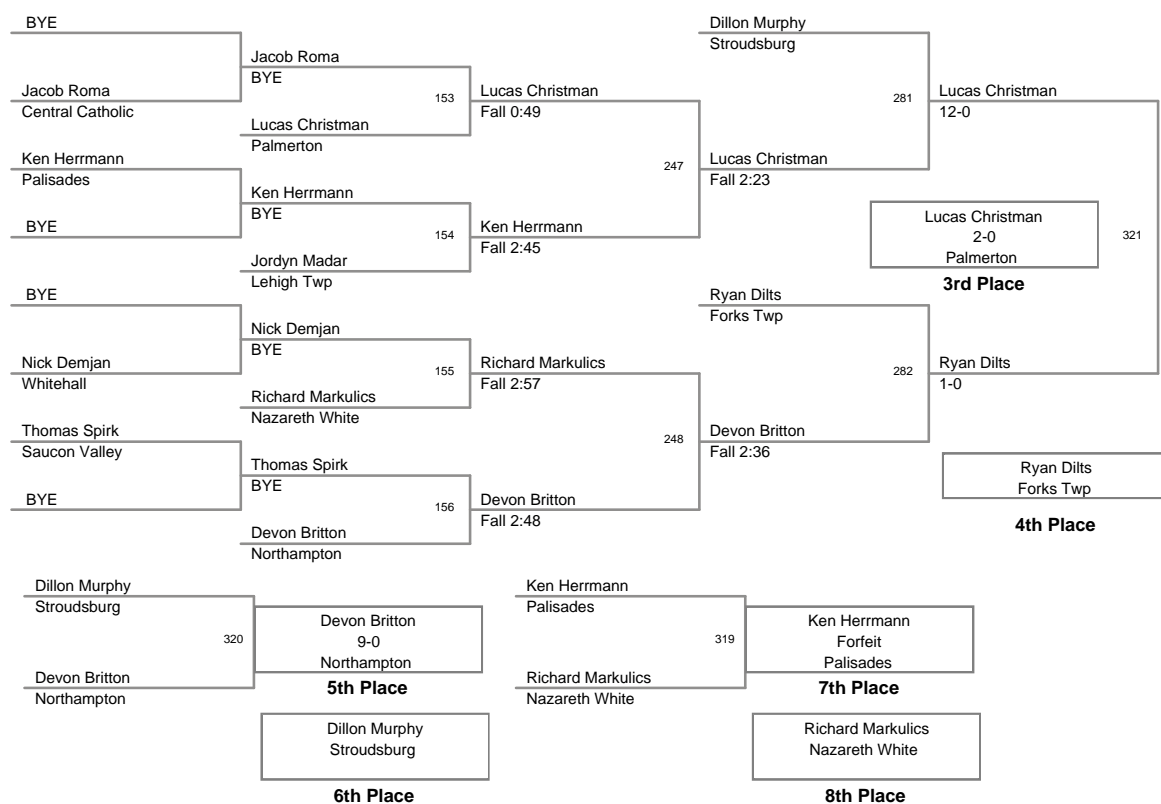 BYE
Dillon Murphy
Stroudsburg
Jacob Roma
BYE
Jacob Roma
Central Catholic
153
Lucas Christman
Fall 0:49
281
Lucas Christman
12-0
Lucas Christman
Palmerton
Ken Herrmann
Palisades
247
Lucas Christman
Fall 2:23
Ken Herrmann
BYE
BYE
154
Ken Herrmann
Fall 2:45
Lucas Christman
2-0
Palmerton
321
3rd Place
Jordyn Madar
Lehigh Twp
BYE
Ryan Dilts
Forks Twp
Nick Demjan
BYE
Nick Demjan
Whitehall
155
Richard Markulics
Fall 2:57
282
Ryan Dilts
1-0
Richard Markulics
Nazareth White
Thomas Spirk
Saucon Valley
248
Devon Britton
Fall 2:36
Thomas Spirk
BYE
Ryan Dilts
Forks Twp
4th Place
BYE
156
Devon Britton
Fall 2:48
Devon Britton
Northampton
Dillon Murphy
Stroudsburg
320
Devon Britton
9-0
Northampton
5th Place
Devon Britton
Northampton
Dillon Murphy
Stroudsburg
6th Place
Ken Herrmann
Palisades
319
Ken Herrmann
Forfeit
Palisades
7th Place
Richard Markulics
Nazareth White
Richard Markulics
Nazareth White
8th Place